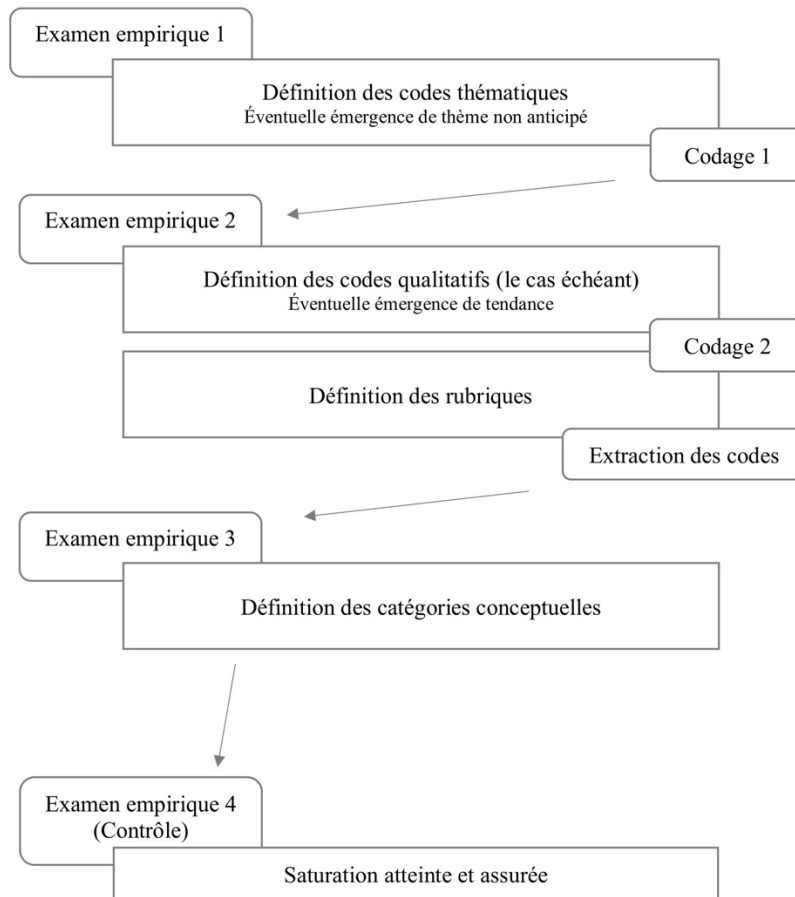 Examen empirique 1
Définition des codes thématiques
Éventuelle émergence de thème non anticipé
Codage 1
Examen empirique 2
Définition des codes qualitatifs (le cas échéant)
Éventuelle émergence de tendance
Codage 2
Définition des rubriques
Extraction des codes
Examen empirique 3
Définition des catégories conceptuelles
Examen empirique 4
(Contrôle)
Saturation atteinte et assurée